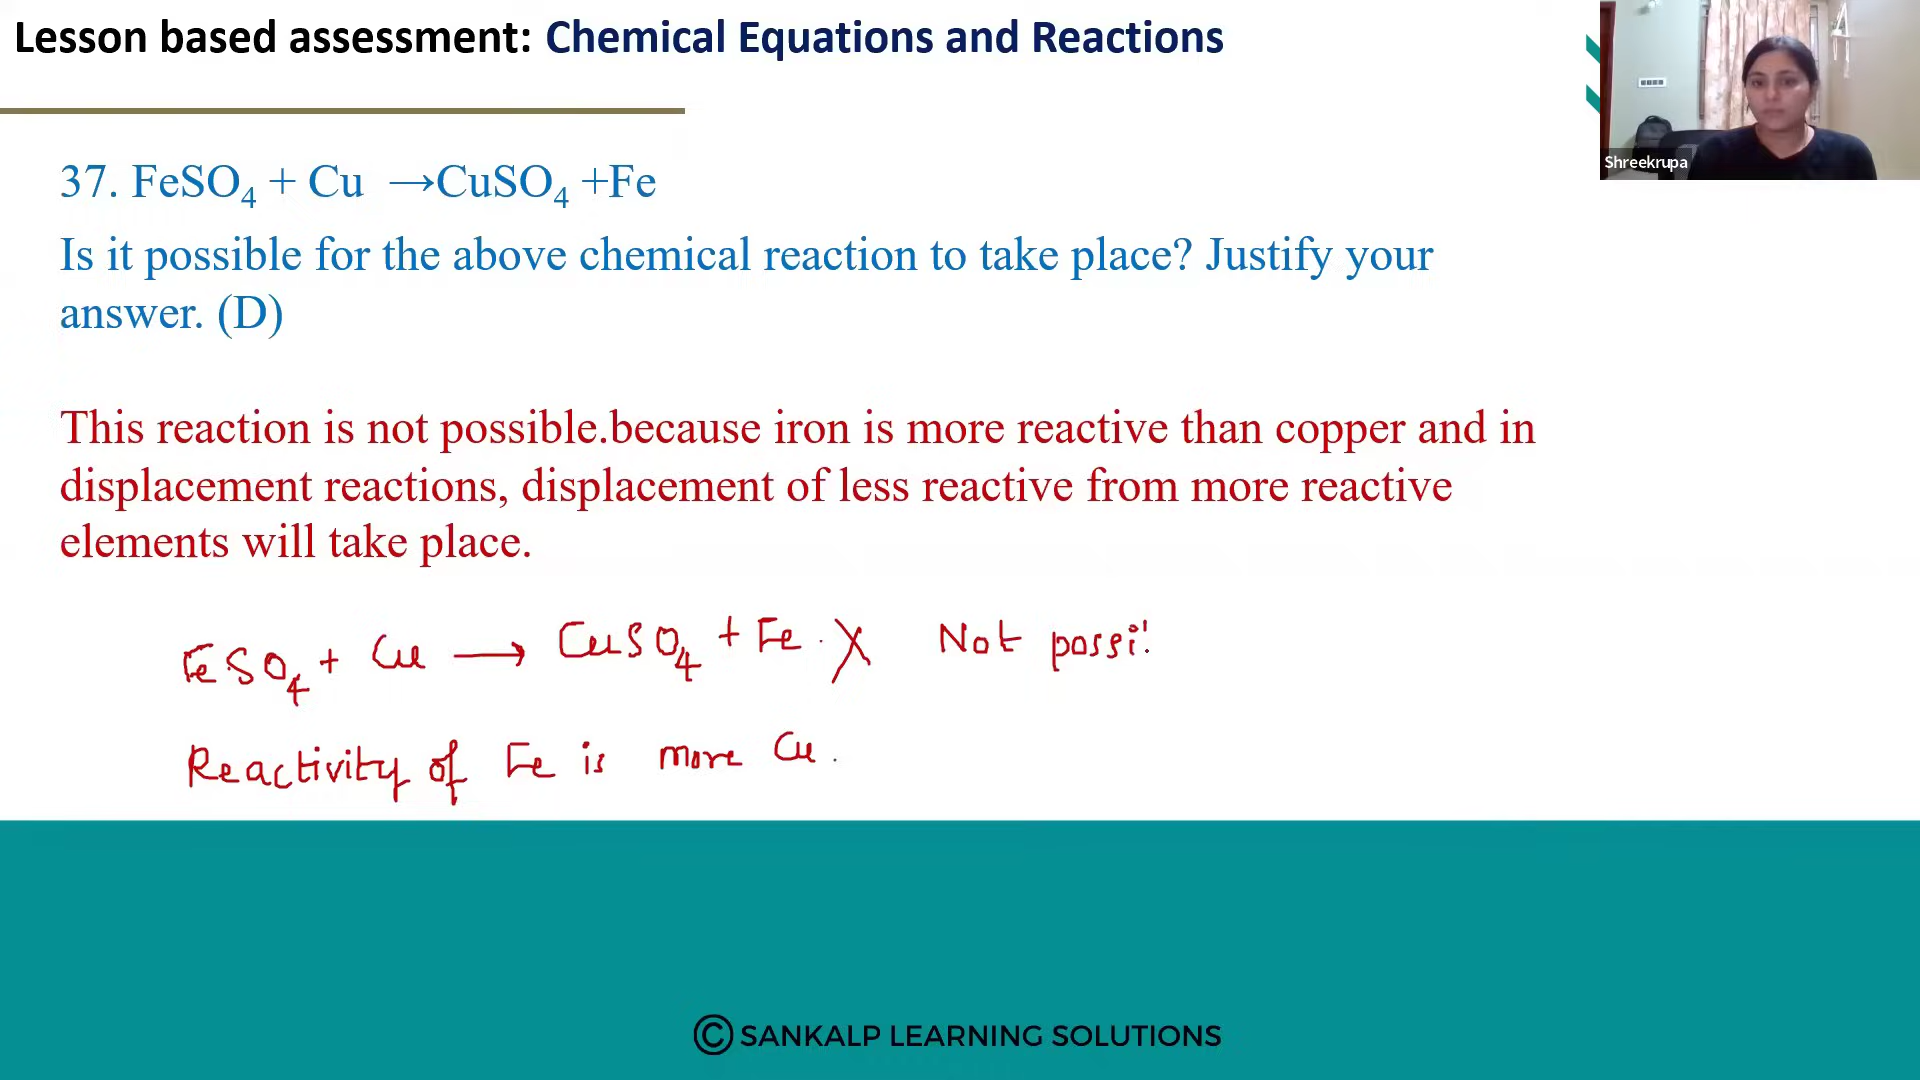 Lesson based assessment: Chemical Equations and Reactions
Shreekrupa
37. FeSO₄ + Cu →CuSO₄ +Fe
Is it possible for the above chemical reaction to take place? Justify your
answer. (D)
This reaction is not possible.because iron is more reactive than copper and in
displacement reactions, displacement of less reactive from more reactive
elements will take place.
FeSO₄ + Cu → CuSO₄ + Fe . X Not possi
Reactivity of Fe is more Cu .
© SANKALP LEARNING SOLUTIONS